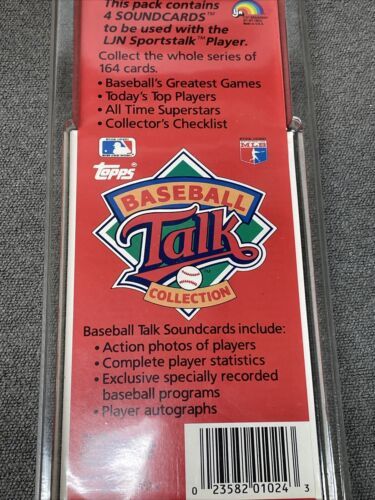 This pack contains
4 SOUNDCARDS™
to be used with the
LJN Sportstalk™ Player.
Collect the whole series of
164 cards.
• Baseball's Greatest Games
• Today's Top Players
• All Time Superstars
• Collector's Checklist
Topps®
MLB
BASEBALL
Talk™
COLLECTION
Baseball Talk Soundcards include:
• Action photos of players
• Complete player statistics
• Exclusive specially recorded
baseball programs
• Player autographs
0 23582 01024 3